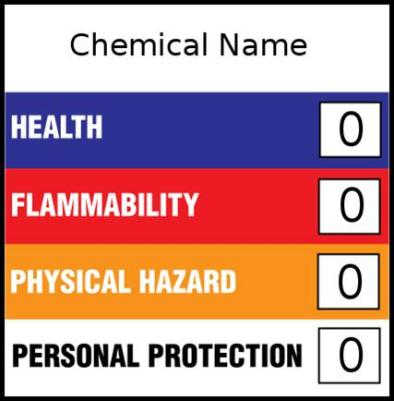 Chemical Name
HEALTH 0
FLAMMABILITY 0
PHYSICAL HAZARD 0
PERSONAL PROTECTION 0